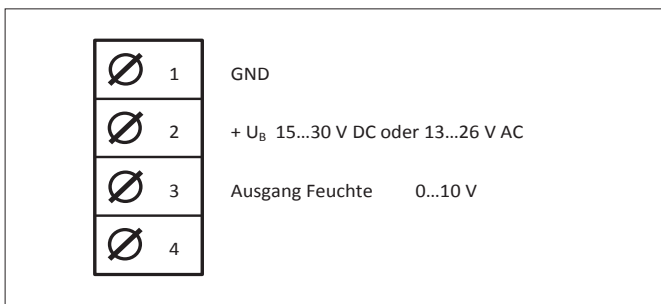 1 GND
2 + U_B 15...30 V DC oder 13...26 V AC
3 Ausgang Feuchte 0...10 V
4